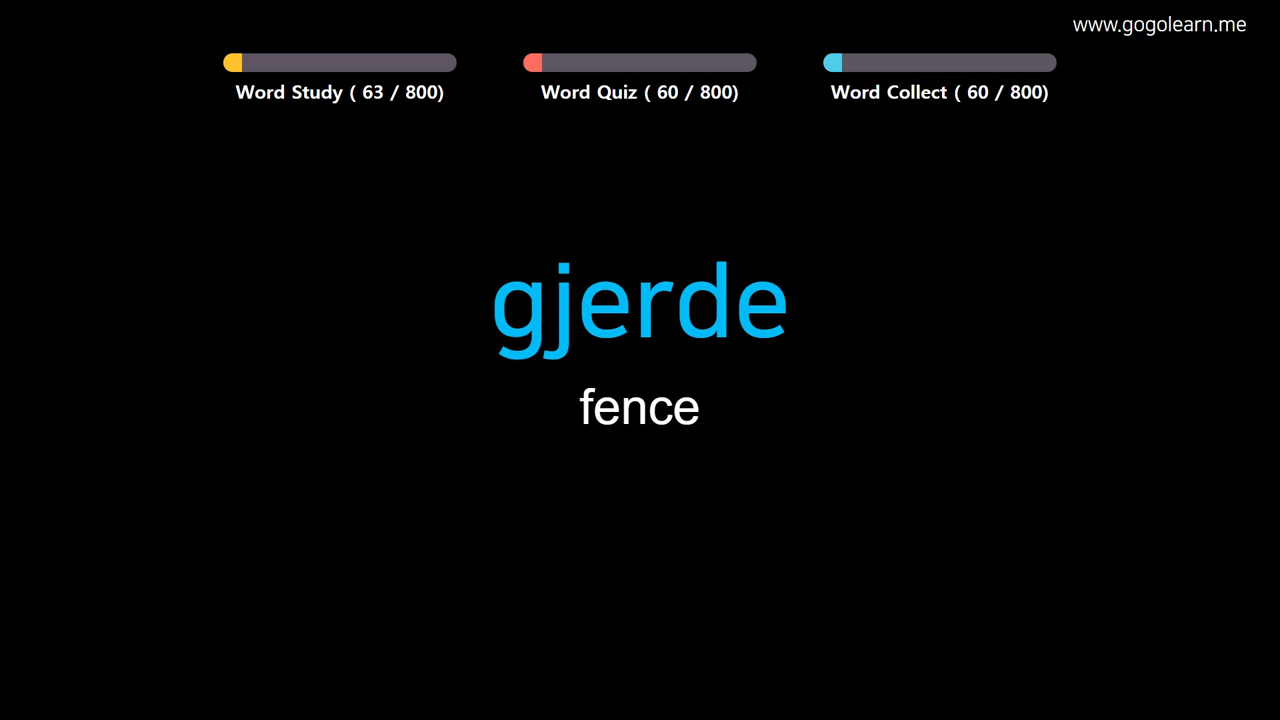 www.gogolearn.me
Word Study ( 63 / 800)
Word Quiz ( 60 / 800)
Word Collect ( 60 / 800)
gjerde
fence